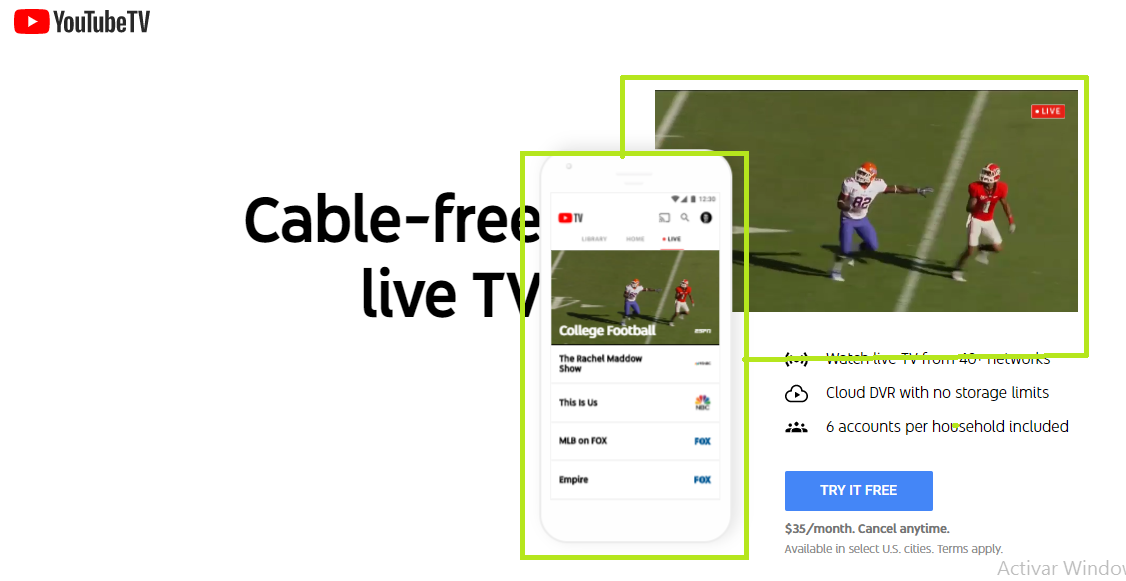 YouTubeTV
LIVE
82
1
Cable-free
live TV
12:30
TV
LIBRARY HOME LIVE
College Football ESPN
The Rachel Maddow
Show
This Is Us NBC
MLB on FOX FOX
Empire FOX
Watch live TV from 40+ networks
Cloud DVR with no storage limits
6 accounts per household included
TRY IT FREE
$35/month. Cancel anytime.
Available in select U.S. cities. Terms apply.
Activar Window